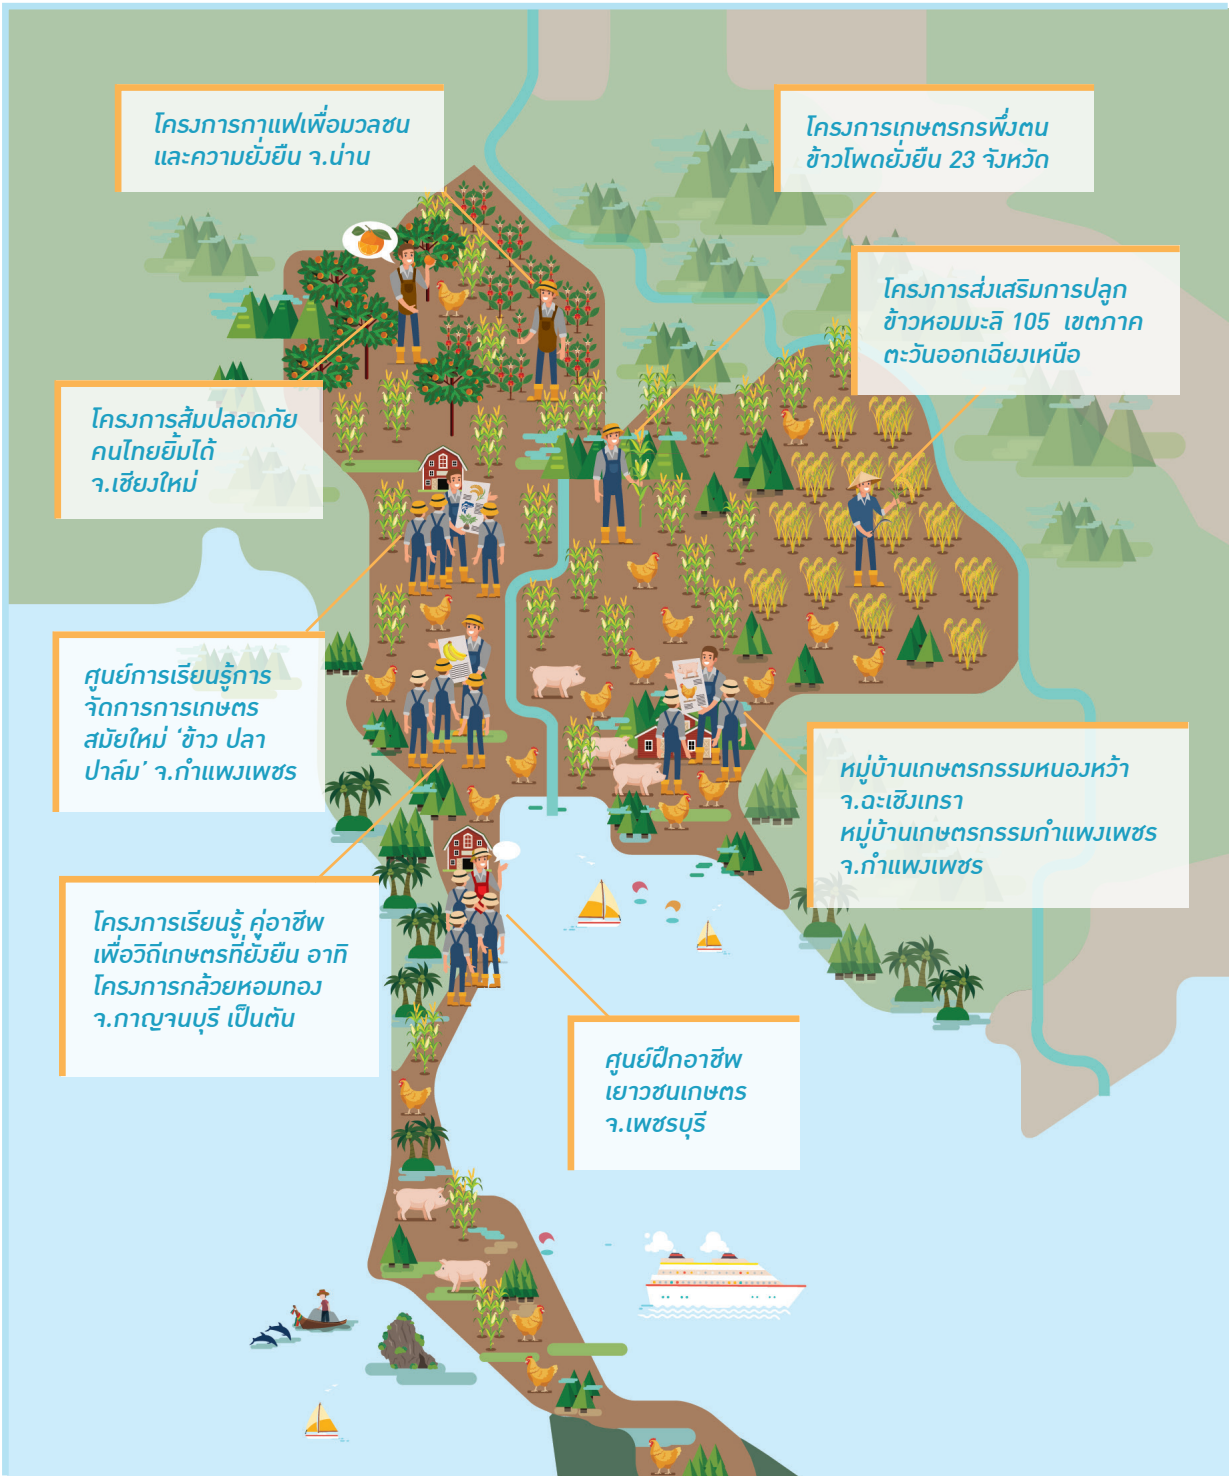 โครงการกาแฟเพื่อมวลชน
และความยั่งยืน จ.น่าน
โครงการเกษตรกรพึ่งตน
ข้าวโพดยั่งยืน 23 จังหวัด
โครงการส่งเสริมการปลูก
ข้าวหอมมะลิ 105 เขตภาค
ตะวันออกเฉียงเหนือ
โครงการส้มปลอดภัย
คนไทยยิ้มได้
จ.เชียงใหม่
ศูนย์การเรียนรู้การ
จัดการการเกษตร
สมัยใหม่ ‘ข้าว ปลา
ปาล์ม’ จ.กำแพงเพชร
หมู่บ้านเกษตรกรรมหนองหว้า
จ.ฉะเชิงเทรา
หมู่บ้านเกษตรกรรมกำแพงเพชร
จ.กำแพงเพชร
โครงการเรียนรู้ คู่อาชีพ
เพื่อวิถีเกษตรที่ยั่งยืน อาทิ
โครงการกล้วยหอมทอง
จ.กาญจนบุรี เป็นต้น
ศูนย์ฝึกอาชีพ
เยาวชนเกษตร
จ.เพชรบุรี